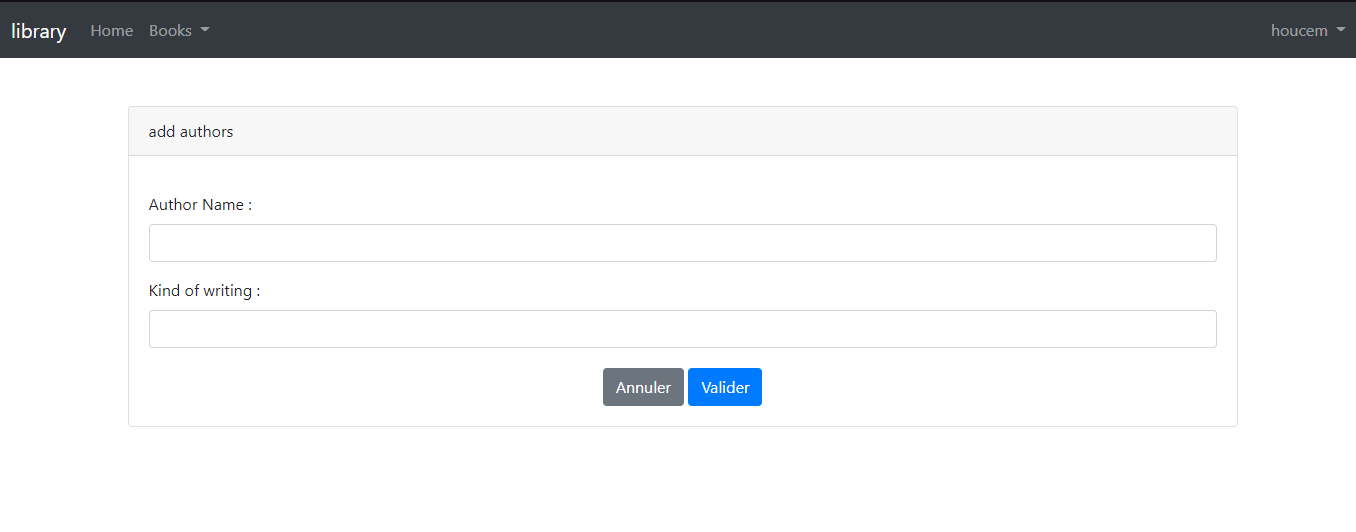 library Home Books houcem
add authors
Author Name :
Kind of writing :
Annuler Valider